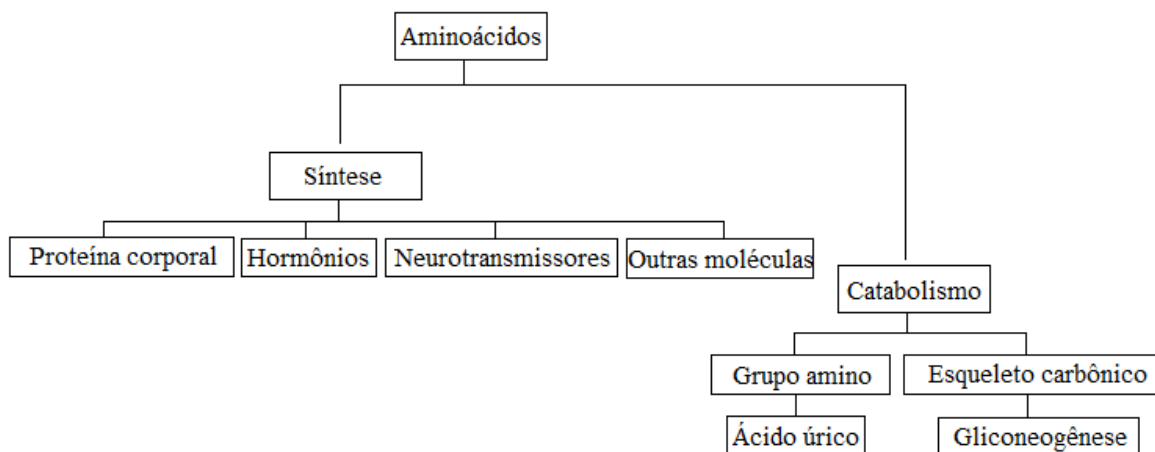 Aminoácidos
Síntese
Proteína corporal
Hormônios
Neurotransmissores
Outras moléculas
Catabolismo
Grupo amino
Esqueleto carbônico
Ácido úrico
Gliconeogênese